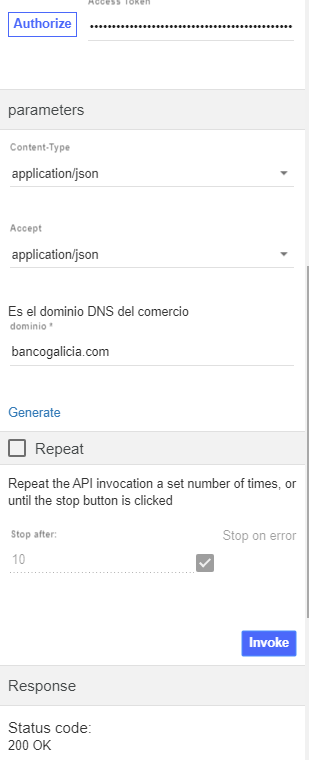 Access Token
Authorize
parameters
Content-Type
application/json
Accept
application/json
Es el dominio DNS del comercio
dominio *
bancogalicia.com
Generate
Repeat
Repeat the API invocation a set number of times, or
until the stop button is clicked
Stop after:
Stop on error
10
Invoke
Response
Status code:
200 OK